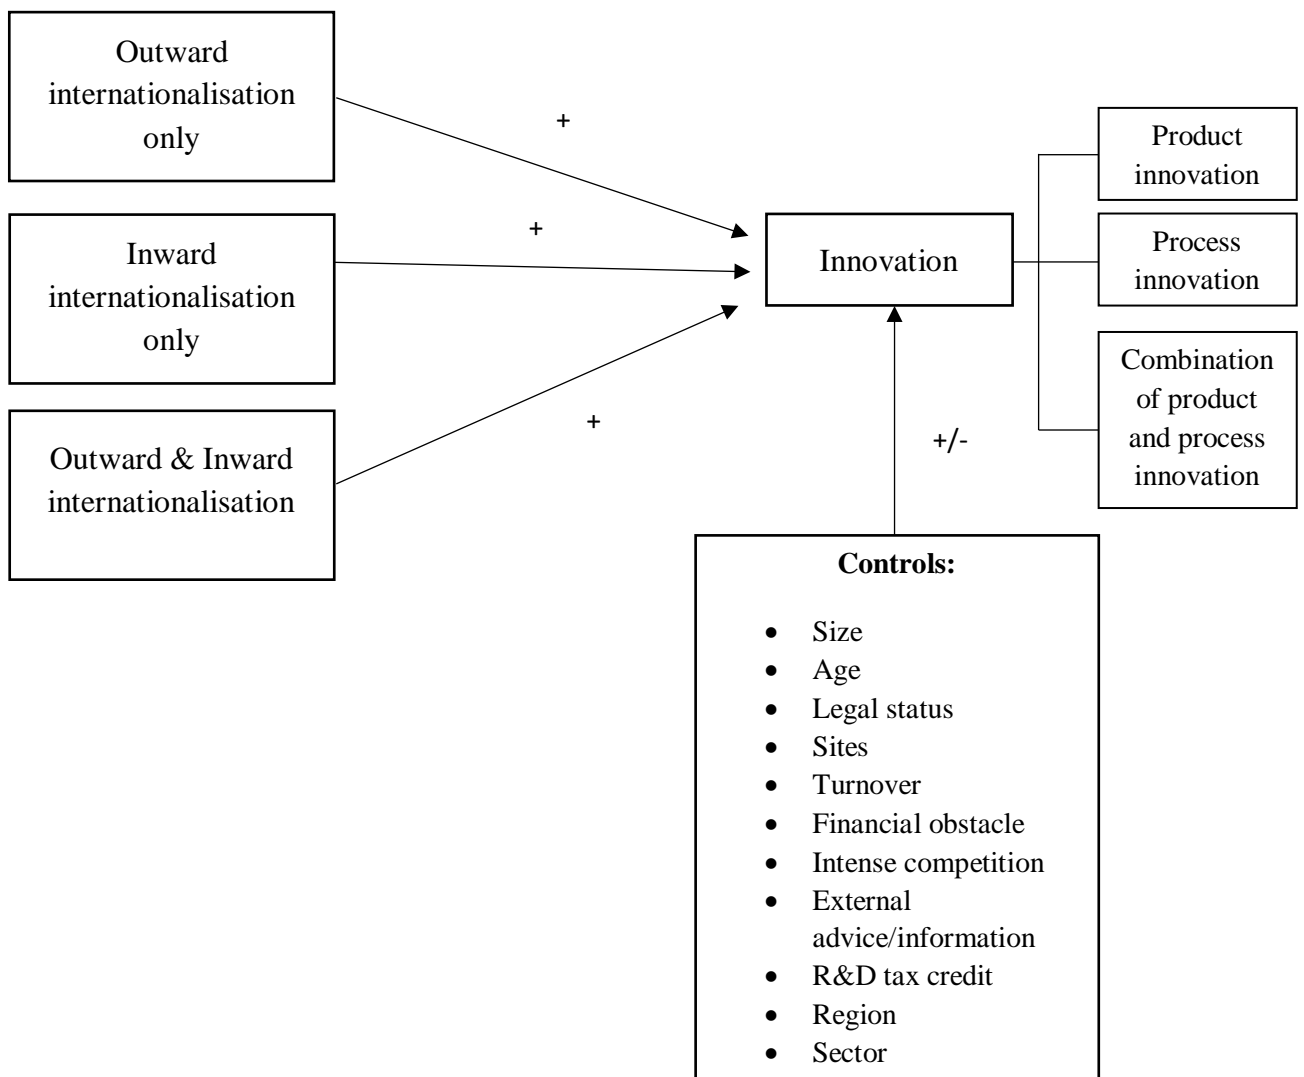 Outward
internationalisation
only
+
Inward
internationalisation
only
+
Outward & Inward
internationalisation
+
Innovation
Product
innovation
Process
innovation
Combination
of product
and process
innovation
+/-
Controls:
• Size
• Age
• Legal status
• Sites
• Turnover
• Financial obstacle
• Intense competition
• External
advice/information
• R&D tax credit
• Region
• Sector